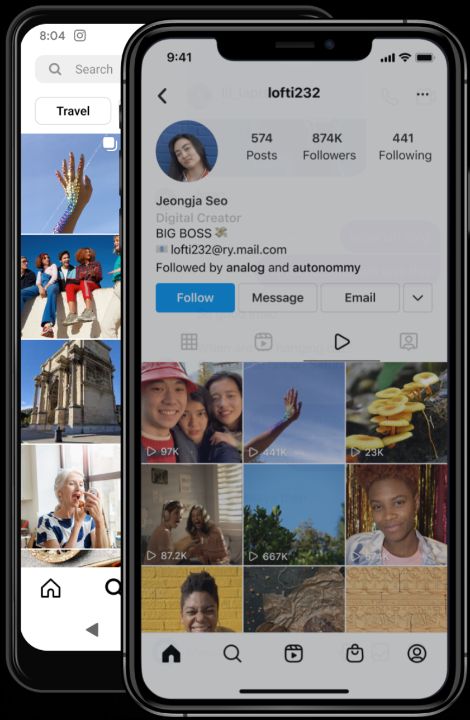 8:04
Search
Travel
9:41
lofti232
574 874K 441
Posts Followers Following
Jeongja Seo
Digital Creator
BIG BOSS
lofti232@ry.mail.com
Followed by analog and autonommy
Follow Message Email
97K 441K 23K
87.2K 667K